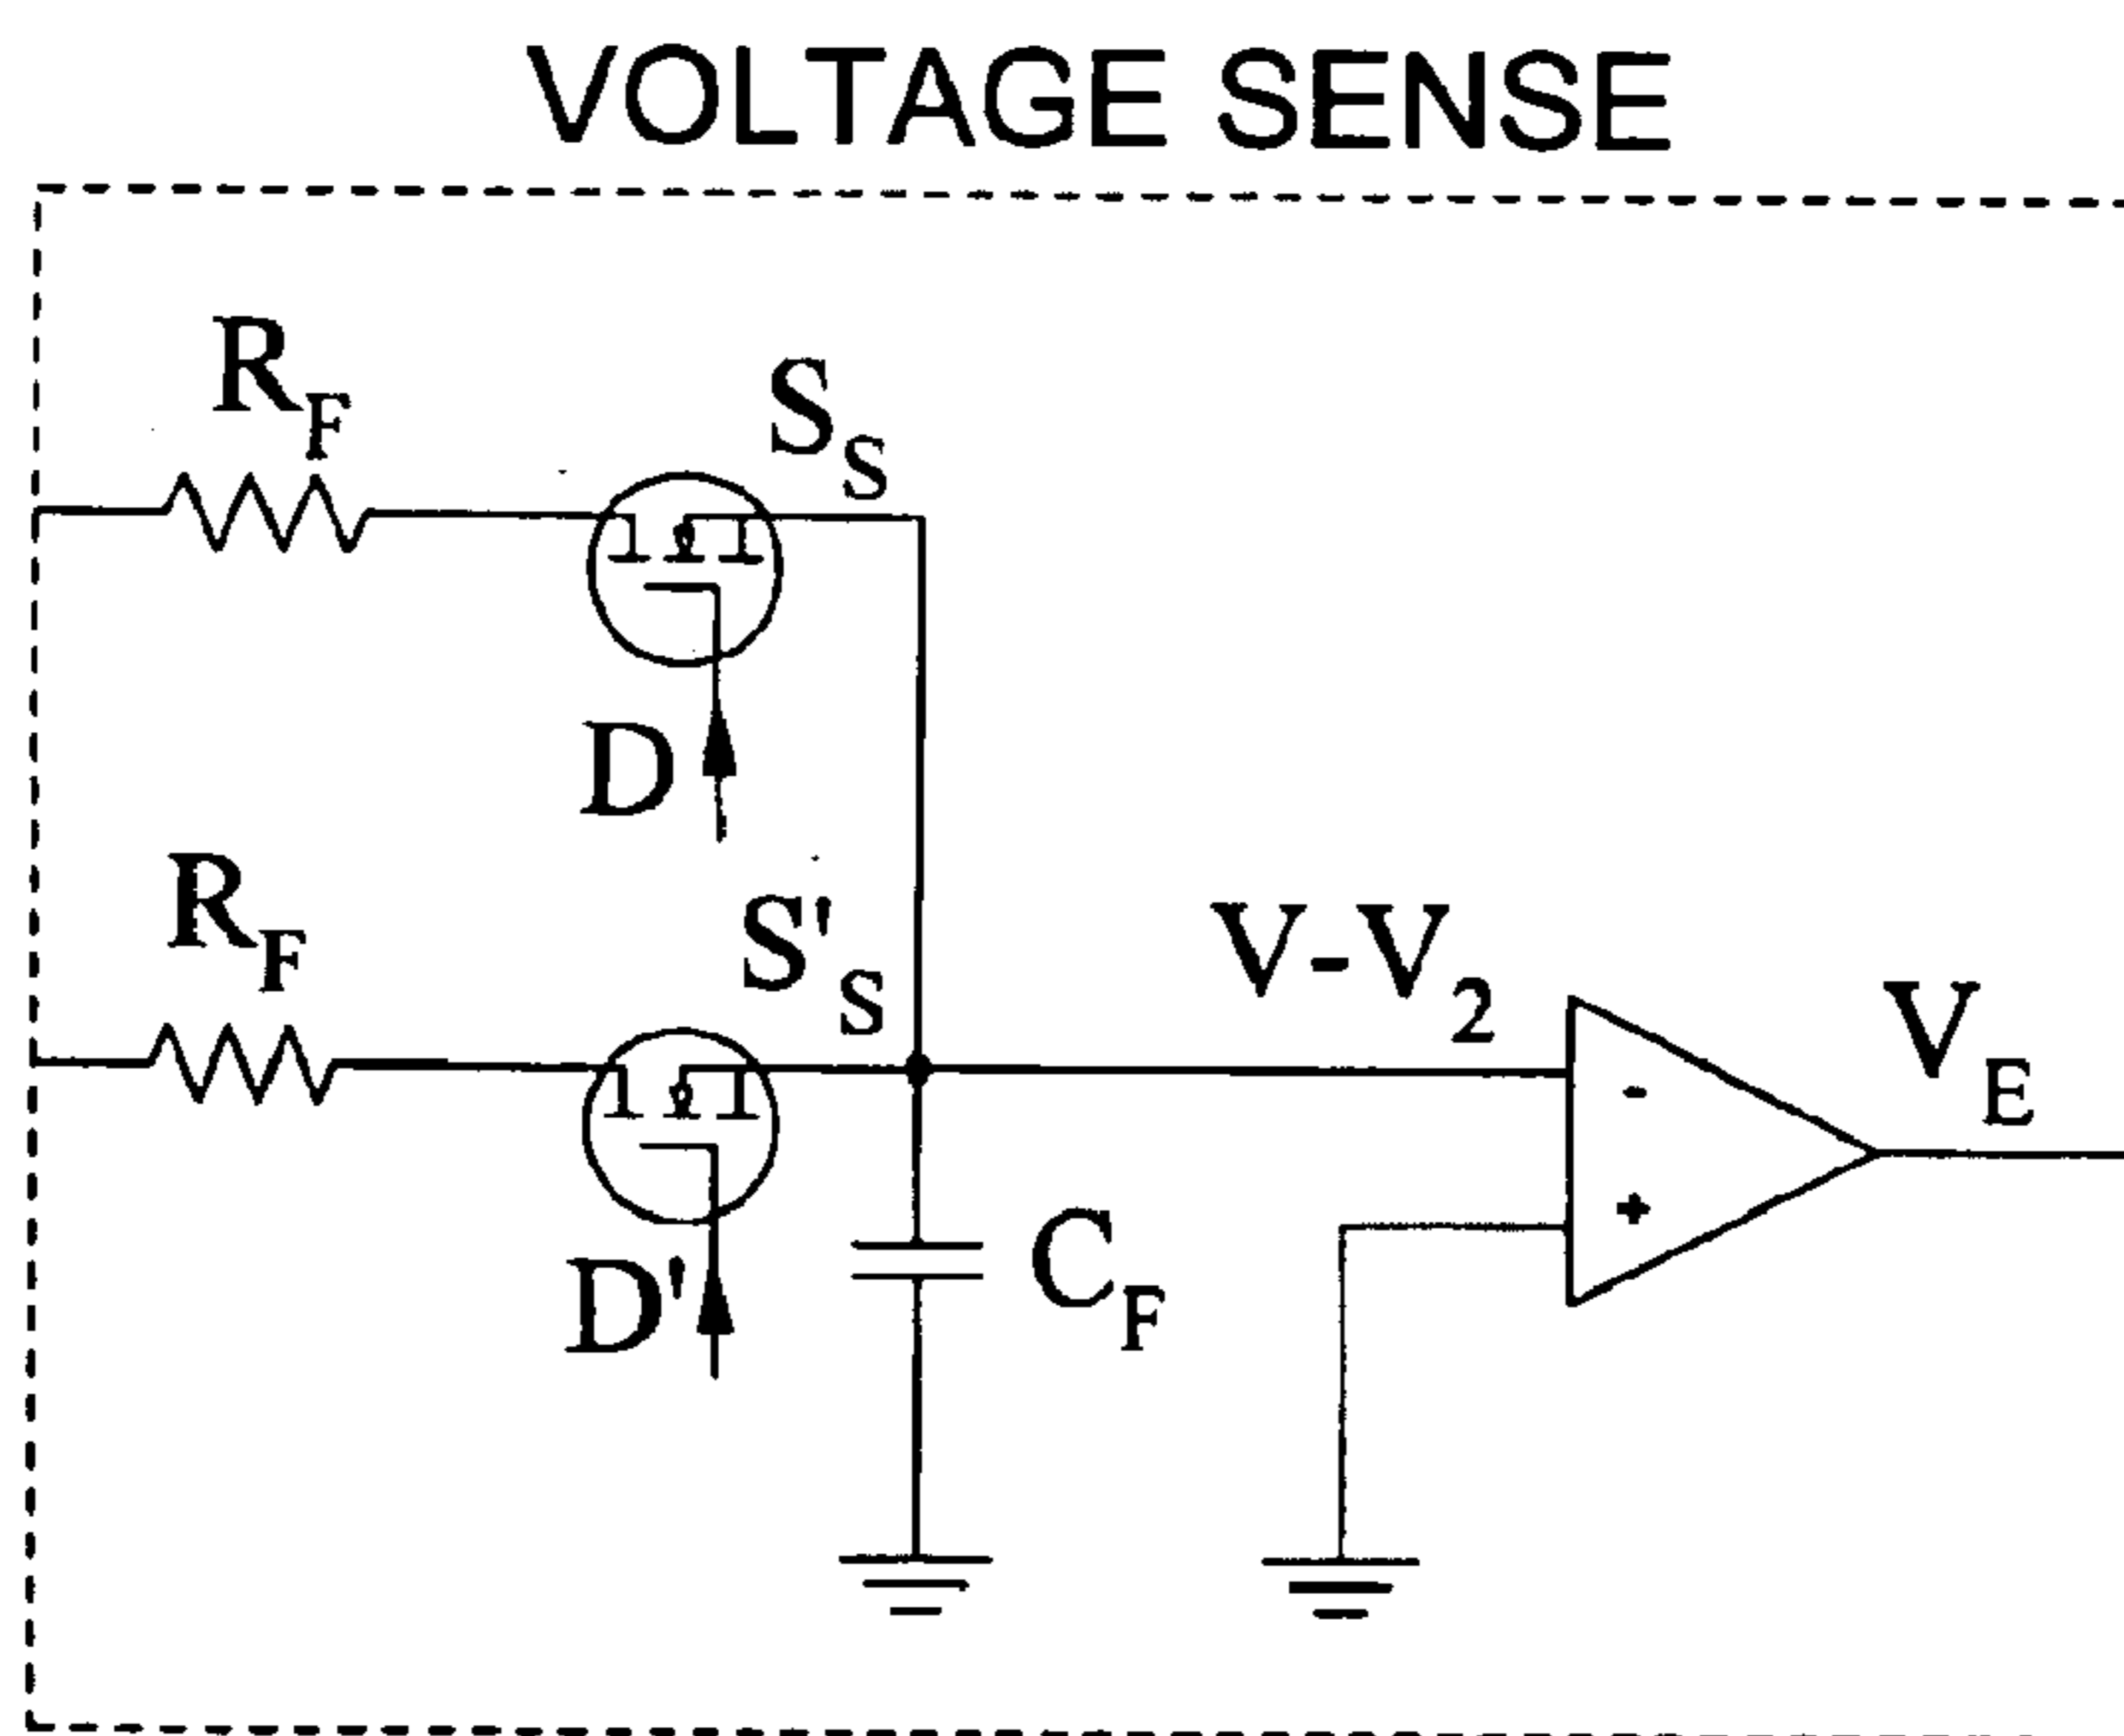 VOLTAGE SENSE
R_F
S_S
D
R_F
S'_S
V-V_2
V_E
-
+
D'
C_F